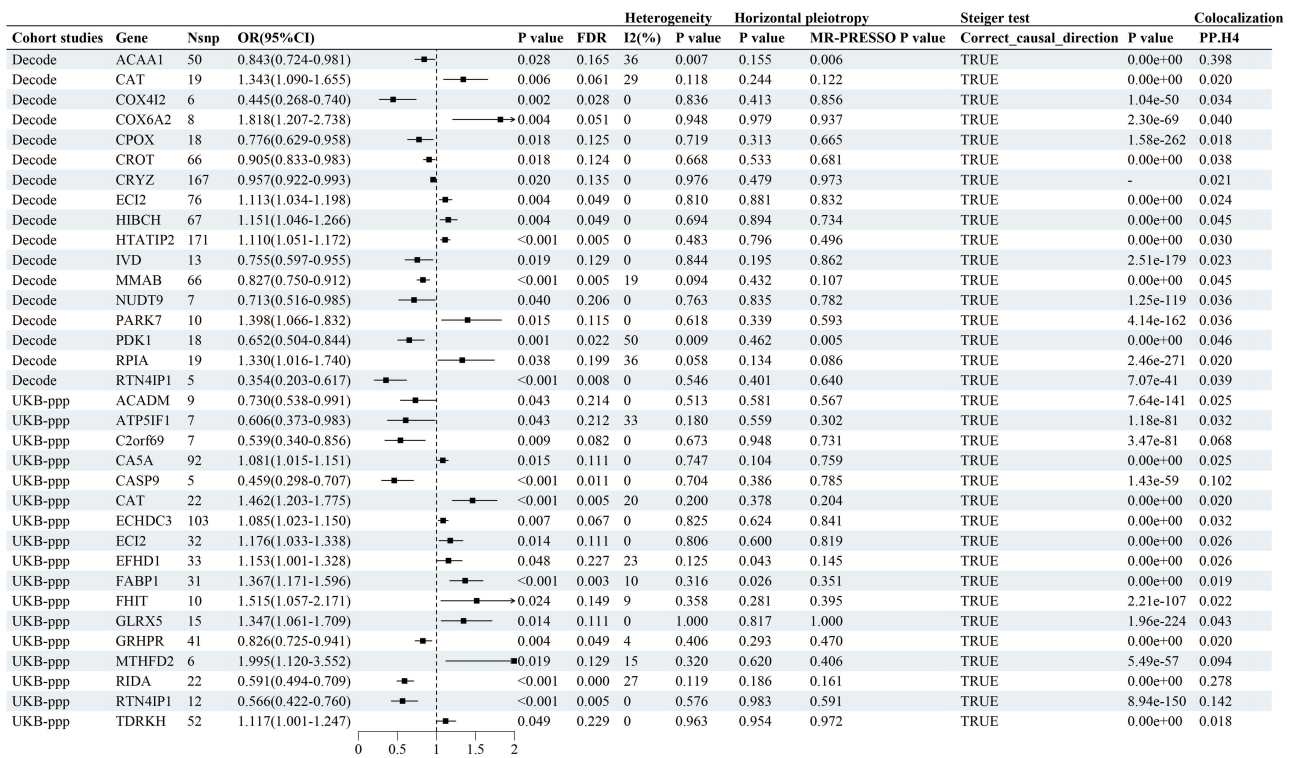 Heterogeneity Horizontal pleiotropy Steiger test Colocalization
Cohort studies Gene Nsnp OR(95%CI) P value FDR I2(%) P value P value MR-PRESSO P value Correct_causal_direction P value PP.H4
Decode ACAA1 50 0.843(0.724-0.981) 0.028 0.165 36 0.007 0.155 0.006 TRUE 0.00e+00 0.398
Decode CAT 19 1.343(1.090-1.655) 0.006 0.061 29 0.118 0.244 0.122 TRUE 0.00e+00 0.020
Decode COX4I2 6 0.445(0.268-0.740) 0.002 0.028 0 0.836 0.413 0.856 TRUE 1.04e-50 0.034
Decode COX6A2 8 1.818(1.207-2.738) 0.004 0.051 0 0.948 0.979 0.937 TRUE 2.30e-69 0.040
Decode CPOX 18 0.776(0.629-0.958) 0.018 0.125 0 0.719 0.313 0.665 TRUE 1.58e-262 0.018
Decode CROT 66 0.905(0.833-0.983) 0.018 0.124 0 0.668 0.533 0.681 TRUE 0.00e+00 0.038
Decode CRYZ 167 0.957(0.922-0.993) 0.020 0.135 0 0.976 0.479 0.973 TRUE - 0.021
Decode ECI2 76 1.113(1.034-1.198) 0.004 0.049 0 0.810 0.881 0.832 TRUE 0.00e+00 0.024
Decode HIBCH 67 1.151(1.046-1.266) 0.004 0.049 0 0.694 0.894 0.734 TRUE 0.00e+00 0.045
Decode HTATIP2 171 1.110(1.051-1.172) <0.001 0.005 0 0.483 0.796 0.496 TRUE 0.00e+00 0.030
Decode IVD 13 0.755(0.597-0.955) 0.019 0.129 0 0.844 0.195 0.862 TRUE 2.51e-179 0.023
Decode MMAB 66 0.827(0.750-0.912) <0.001 0.005 19 0.094 0.432 0.107 TRUE 0.00e+00 0.045
Decode NUDT9 7 0.713(0.516-0.985) 0.040 0.206 0 0.763 0.835 0.782 TRUE 1.25e-119 0.036
Decode PARK7 10 1.398(1.066-1.832) 0.015 0.115 0 0.618 0.339 0.593 TRUE 4.14e-162 0.036
Decode PDK1 18 0.652(0.504-0.844) 0.001 0.022 50 0.009 0.462 0.005 TRUE 0.00e+00 0.046
Decode RPIA 19 1.330(1.016-1.740) 0.038 0.199 36 0.058 0.134 0.086 TRUE 2.46e-271 0.020
Decode RTN4IP1 5 0.354(0.203-0.617) <0.001 0.008 0 0.546 0.401 0.640 TRUE 7.07e-41 0.039
UKB-ppp ACADM 9 0.730(0.538-0.991) 0.043 0.214 0 0.513 0.581 0.567 TRUE 7.64e-141 0.025
UKB-ppp ATP5IF1 7 0.606(0.373-0.983) 0.043 0.212 33 0.180 0.559 0.302 TRUE 1.18e-81 0.032
UKB-ppp C2orf69 7 0.539(0.340-0.856) 0.009 0.082 0 0.673 0.948 0.731 TRUE 3.47e-81 0.068
UKB-ppp CA5A 92 1.081(1.015-1.151) 0.015 0.111 0 0.747 0.104 0.759 TRUE 0.00e+00 0.025
UKB-ppp CASP9 5 0.459(0.298-0.707) <0.001 0.011 0 0.704 0.386 0.785 TRUE 1.43e-59 0.102
UKB-ppp CAT 22 1.462(1.203-1.775) <0.001 0.005 20 0.200 0.378 0.204 TRUE 0.00e+00 0.020
UKB-ppp ECHDC3 103 1.085(1.023-1.150) 0.007 0.067 0 0.825 0.624 0.841 TRUE 0.00e+00 0.032
UKB-ppp ECI2 32 1.176(1.033-1.338) 0.014 0.111 0 0.806 0.600 0.819 TRUE 0.00e+00 0.026
UKB-ppp EFHD1 33 1.153(1.001-1.328) 0.048 0.227 23 0.125 0.043 0.145 TRUE 0.00e+00 0.026
UKB-ppp FABP1 31 1.367(1.171-1.596) <0.001 0.003 10 0.316 0.026 0.351 TRUE 0.00e+00 0.019
UKB-ppp FHIT 10 1.515(1.057-2.171) 0.024 0.149 9 0.358 0.281 0.395 TRUE 2.21e-107 0.022
UKB-ppp GLRX5 15 1.347(1.061-1.709) 0.014 0.111 0 1.000 0.817 1.000 TRUE 1.96e-224 0.043
UKB-ppp GRHPR 41 0.826(0.725-0.941) 0.004 0.049 4 0.406 0.293 0.470 TRUE 0.00e+00 0.020
UKB-ppp MTHFD2 6 1.995(1.120-3.552) 0.019 0.129 15 0.320 0.620 0.406 TRUE 5.49e-57 0.094
UKB-ppp RIDA 22 0.591(0.494-0.709) <0.001 0.000 27 0.119 0.186 0.161 TRUE 0.00e+00 0.278
UKB-ppp RTN4IP1 12 0.566(0.422-0.760) <0.001 0.005 0 0.576 0.983 0.591 TRUE 8.94e-150 0.142
UKB-ppp TDRKH 52 1.117(1.001-1.247) 0.049 0.229 0 0.963 0.954 0.972 TRUE 0.00e+00 0.018
0 0.5 1 1.5 2